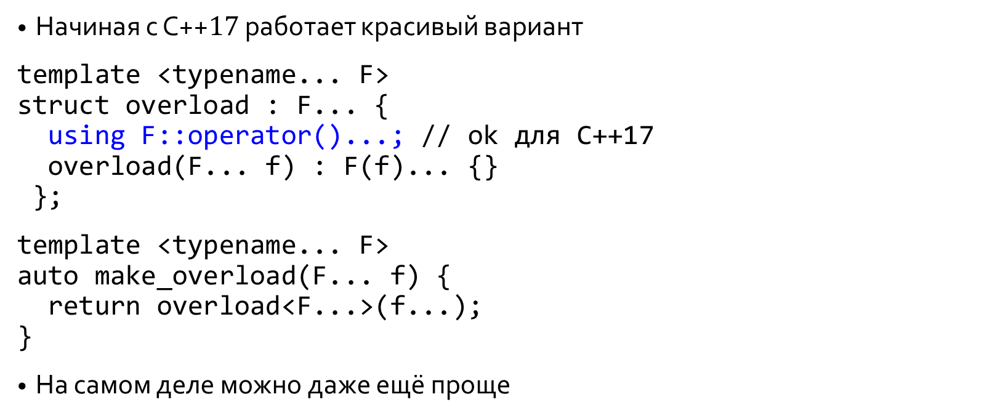 • Начиная с C++17 работает красивый вариант
template <typename... F>
struct overload : F... {
  using F::operator()...; // ok для C++17
  overload(F... f) : F(f)... {}
 };
template <typename... F>
auto make_overload(F... f) {
  return overload<F...>(f...);
}
• На самом деле можно даже ещё проще